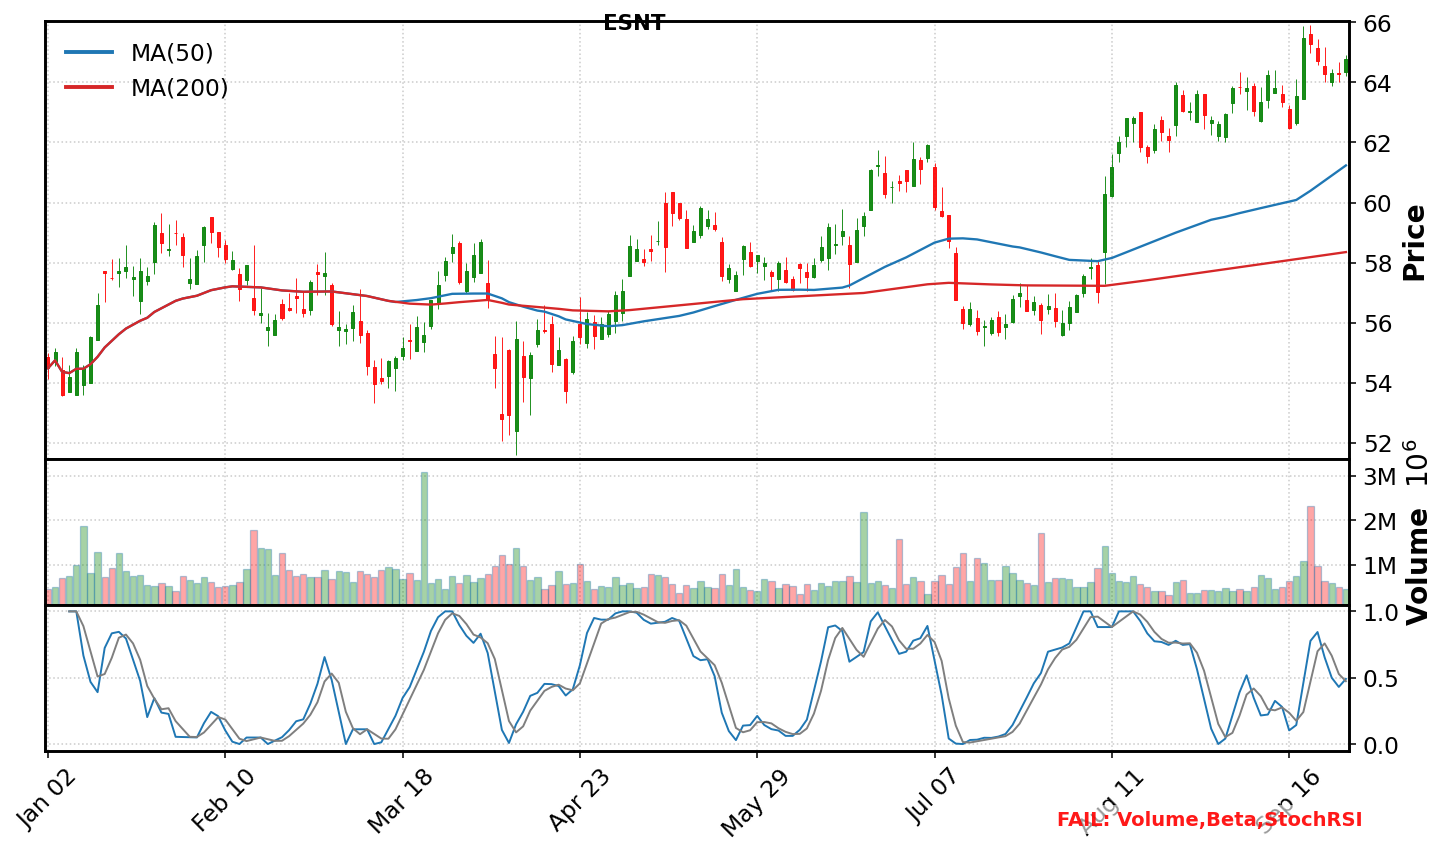 ESNT
MA(50)
MA(200)
66
64
62
60
58
56
54
52
Price
3M
2M
1M
Volume 10^6
1.0
0.5
0.0
Jan 02
Feb 10
Mar 18
Apr 23
May 29
Jul 07
Aug 11
Sep 16
FAIL: Volume,Beta,StochRSI